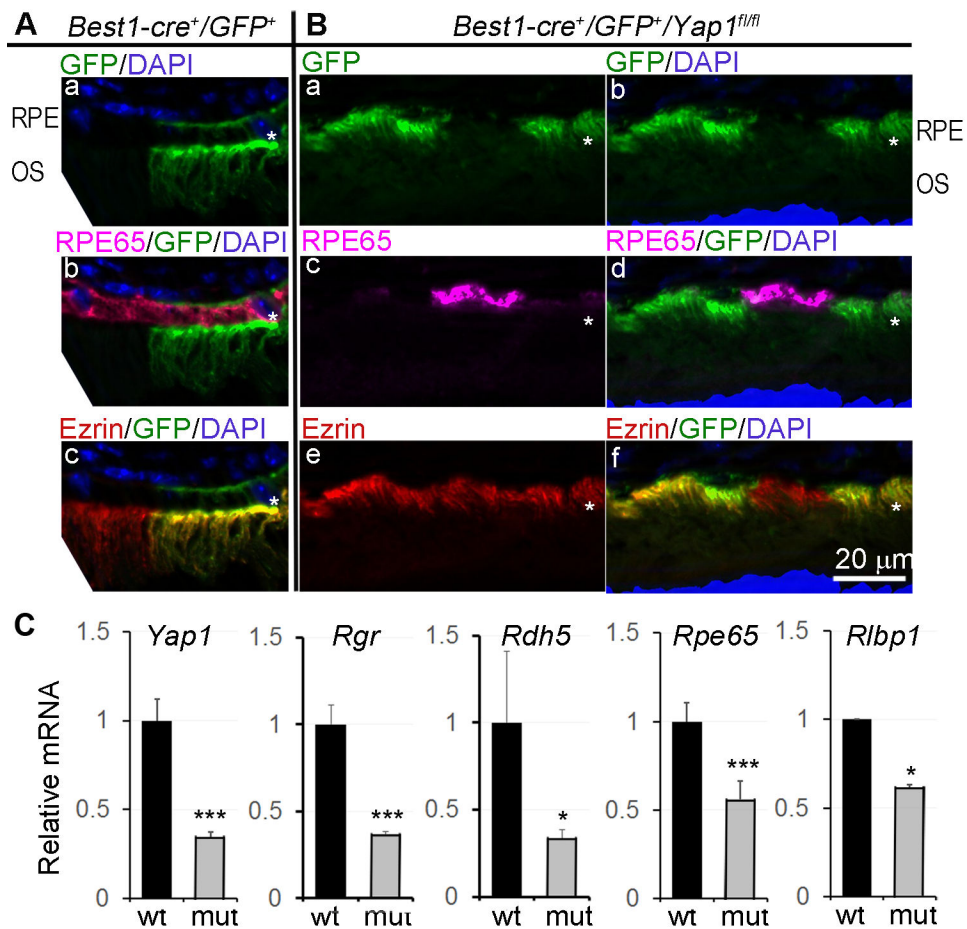 A Best1-cre⁺/GFP⁺ B Best1-cre⁺/GFP⁺/Yap1ᶠˡ/ᶠˡ
GFP/DAPI GFP GFP/DAPI
a a b
RPE RPE
* * *
OS OS
RPE65/GFP/DAPI RPE65 RPE65/GFP/DAPI
b c d
* * *
Ezrin/GFP/DAPI Ezrin Ezrin/GFP/DAPI
c e f
* * *
20 μm
C
Yap1 Rgr Rdh5 Rpe65 Rlbp1
1.5 1.5 1.5 1.5 1.5
1 1 1 1 1
*** *** * *** *
0.5 0.5 0.5 0.5 0.5
0 0 0 0 0
Relative mRNA
wt mut wt mut wt mut wt mut wt mut